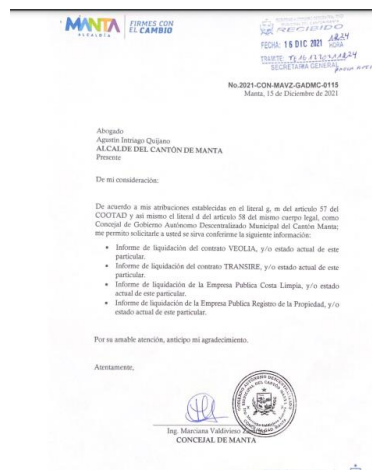 MANTA
ALCALDÍA
FIRMES CON
EL CAMBIO
RECIBIDO
FECHA: 16 DIC 2021 HORA
TRÁMITE:
SECRETARIA GENERAL
No.2021-CON-MAVZ-GADMC-0115
Manta, 15 de Diciembre de 2021
Abogado
Agustín Intriago Quijano
ALCALDE DEL CANTÓN DE MANTA
Presente
De mi consideración:
De acuerdo a mis atribuciones establecidas en el literal g, m del articulo 57 del
COOTAD y asi mismo el literal d del articulo 58 del mismo cuerpo legal, como
Concejal de Gobierno Autónomo Descentralizado Municipal del Cantón Manta;
me permito solicitarle a usted se sirva conferirme la siguiente información:
• Informe de liquidación del contrato VEOLIA, y/o estado actual de este
particular.
• Informe de liquidación del contrato TRANSIRE, y/o estado actual de este
particular.
• Informe de liquidación de la Empresa Publica Costa Limpia, y/o estado
actual de este particular.
• Informe de liquidación de la Empresa Publica Registro de la Propiedad, y/o
estado actual de este particular.
Por su amable atención, anticipo mi agradecimiento.
Atentamente,
Ing. Marciana Valdivieso
CONCEJAL DE MANTA